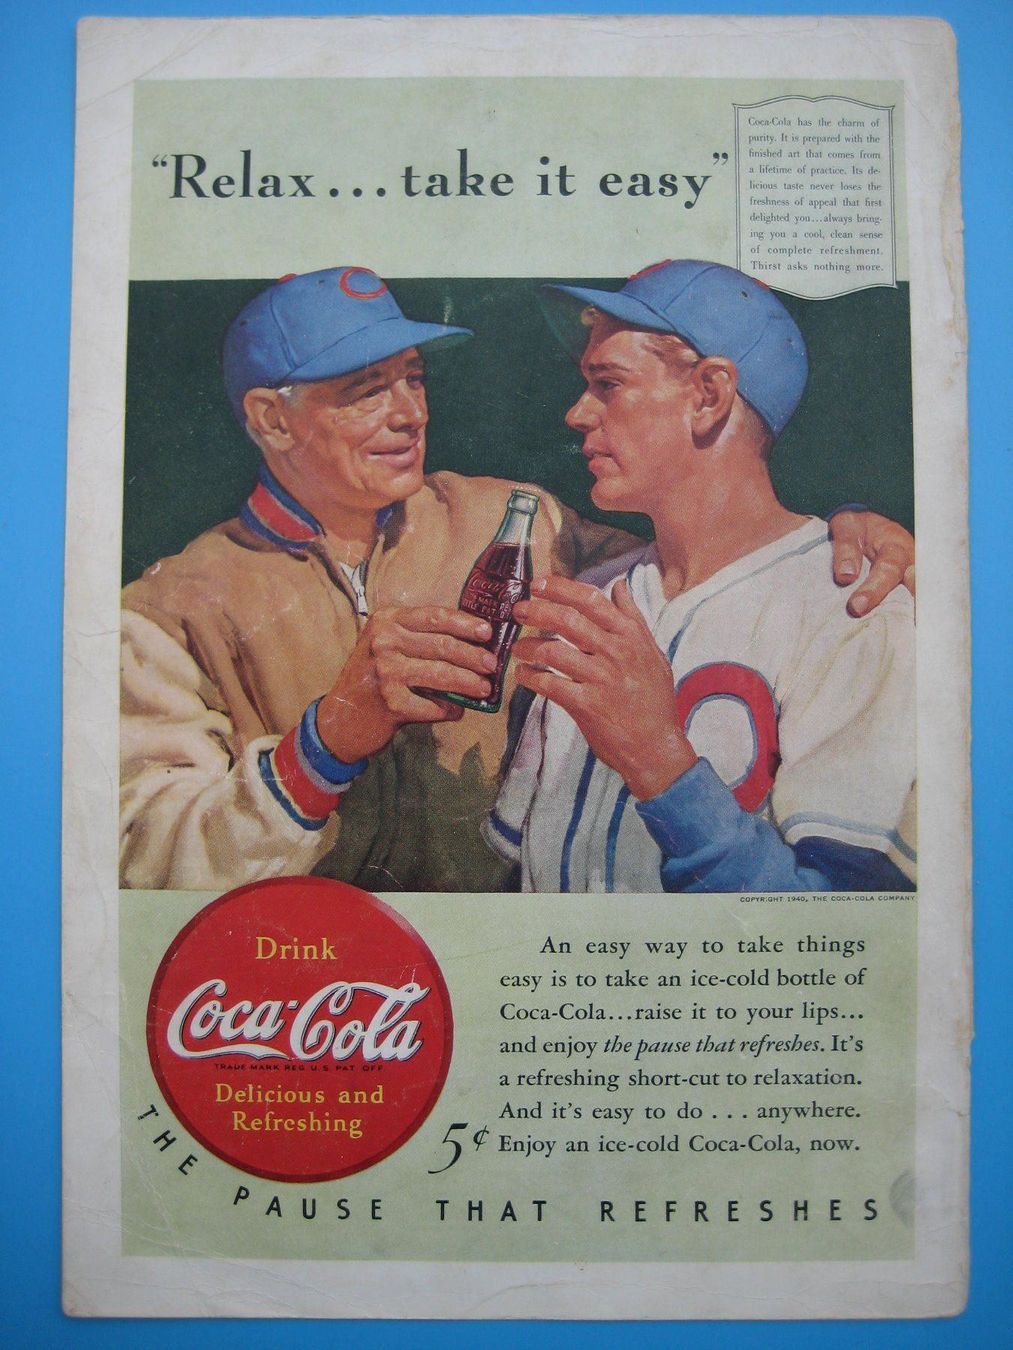 “Relax... take it easy”
Coca-Cola has the charm of
purity. It is prepared with the
finished art that comes from
a lifetime of practice. Its de-
licious taste never loses the
freshness of appeal that first
delighted you...always bring-
ing you a cool, clean sense
of complete refreshment.
Thirst asks nothing more.
C
Coca-Cola
COPYRIGHT 1940, THE COCA-COLA COMPANY
Drink
Coca-Cola
TRADE MARK REG U.S. PAT OFF
Delicious and
Refreshing
An easy way to take things
easy is to take an ice-cold bottle of
Coca-Cola...raise it to your lips...
and enjoy the pause that refreshes. It's
a refreshing short-cut to relaxation.
And it's easy to do . . . anywhere.
5¢ Enjoy an ice-cold Coca-Cola, now.
THE PAUSE THAT REFRESHES